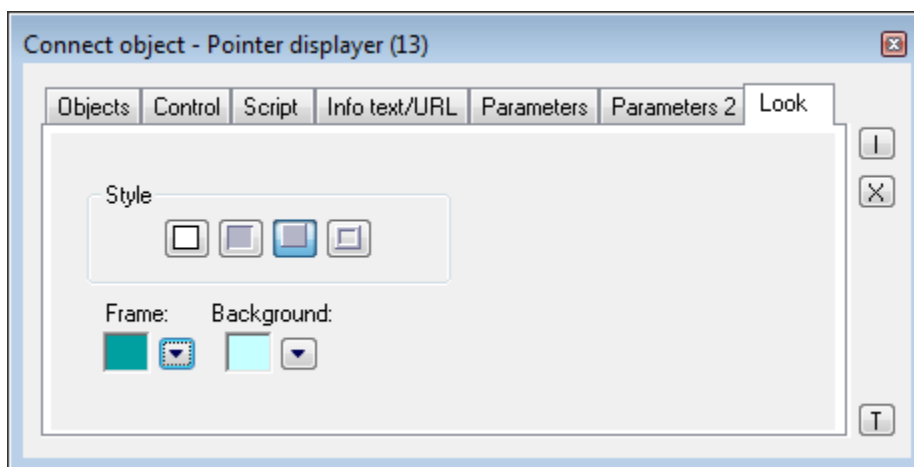 Connect object - Pointer displayer (13)
Objects Control Script Info text/URL Parameters Parameters 2 Look
I
X
Style
Frame: Background:
T